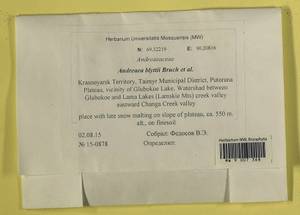 Herbarium Universitatis Mosquensis (MW)
N: 69.12219 E: 90.20816
Andreaeaceae
Andreaea blyttii Bruch et al.
Krasnoyarsk Territory, Taimyr Municipal District, Putorana
Plateau, vicinity of Glubokoe Lake, Watershed between
Glubokoe and Lama Lakes (Lamskie Mts) creek valley
eastward Changa Creek valley
place with late snow melting on slope of plateau, ca. 550 m
alt., on finesoil
02.08.15 Собрал: Федосов В.Э.
№ 15-0878 Определил:
Herbarium MW, Bryophyta